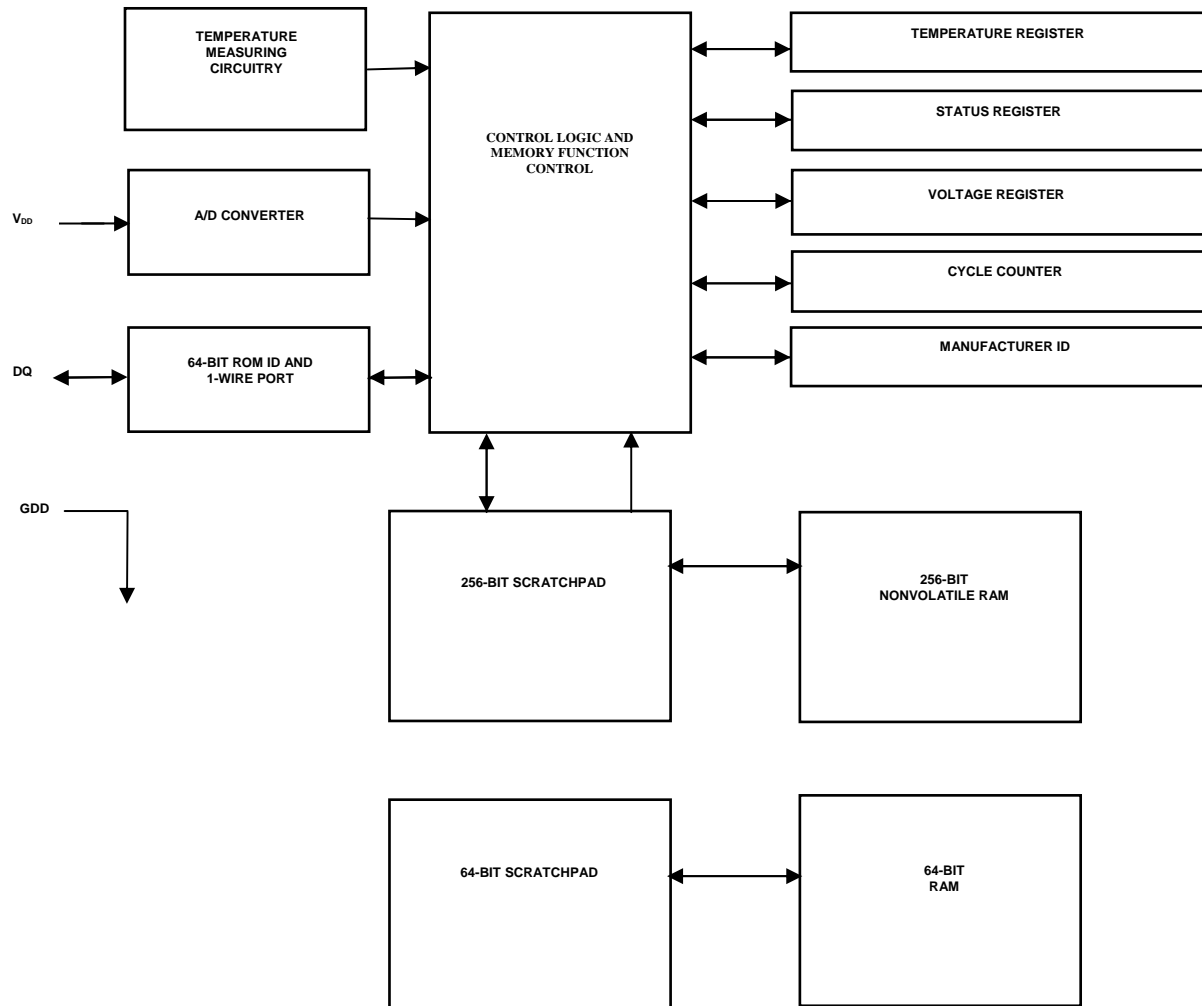 TEMPERATURE
MEASURING
CIRCUITRY
CONTROL LOGIC AND
MEMORY FUNCTION
CONTROL
TEMPERATURE REGISTER
STATUS REGISTER
VOLTAGE REGISTER
CYCLE COUNTER
MANUFACTURER ID
VDD
A/D CONVERTER
DQ
64-BIT ROM ID AND
1-WIRE PORT
GDD
256-BIT SCRATCHPAD
256-BIT
NONVOLATILE RAM
64-BIT SCRATCHPAD
64-BIT
RAM